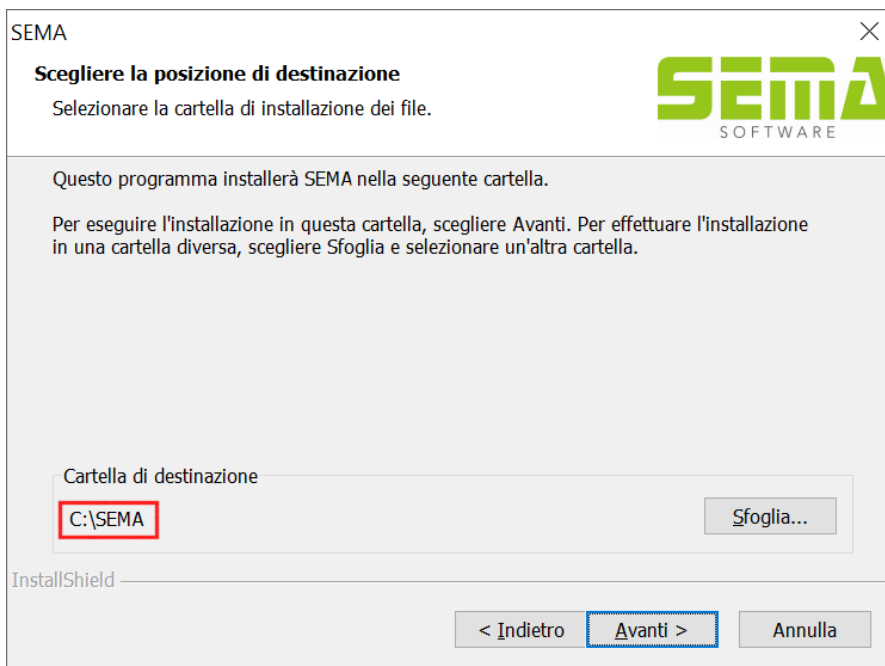 SEMA
Scegliere la posizione di destinazione
Selezionare la cartella di installazione dei file.
SEMA
SOFTWARE
Questo programma installerà SEMA nella seguente cartella.
Per eseguire l'installazione in questa cartella, scegliere Avanti. Per effettuare l'installazione
in una cartella diversa, scegliere Sfoglia e selezionare un'altra cartella.
Cartella di destinazione
C:\SEMA
Sfoglia...
InstallShield
< Indietro
Avanti >
Annulla